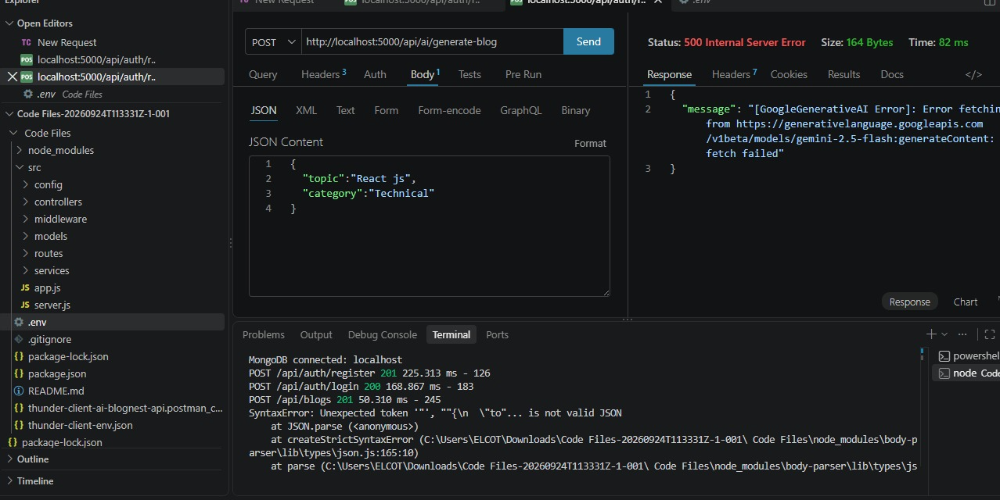 Explorer
New Request
localhost:5000/api/auth/r..
localhost:5000/api/auth/r..
.env
Open Editors
TC New Request
POS localhost:5000/api/auth/r..
POS localhost:5000/api/auth/r..
.env Code Files
Code Files-20260924T113331Z-1-001
Code Files
node_modules
src
config
controllers
middleware
models
routes
services
JS app.js
JS server.js
.env
.gitignore
{} package-lock.json
{} package.json
README.md
{} thunder-client-ai-blognest-api.postman_c...
{} thunder-client-env.json
{} package-lock.json
Outline
Timeline
POST http://localhost:5000/api/ai/generate-blog Send
Query Headers 3 Auth Body 1 Tests Pre Run
JSON XML Text Form Form-encode GraphQL Binary
JSON Content Format
1 {
2 "topic":"React js",
3 "category":"Technical"
4 }
Status: 500 Internal Server Error Size: 164 Bytes Time: 82 ms
Response Headers 7 Cookies Results Docs </>
1 {
2 "message": "[GoogleGenerativeAI Error]: Error fetchin
from https://generativelanguage.googleapis.com
/v1beta/models/gemini-2.5-flash:generateContent:
fetch failed"
3 }
Response Chart
Problems Output Debug Console Terminal Ports
MongoDB connected: localhost
POST /api/auth/register 201 225.313 ms - 126
POST /api/auth/login 200 168.867 ms - 183
POST /api/blogs 201 50.310 ms - 245
SyntaxError: Unexpected token '"', ""{\n  \"to"... is not valid JSON
at JSON.parse (<anonymous>)
at createStrictSyntaxError (C:\Users\ELCOT\Downloads\Code Files-20260924T113331Z-1-001\ Code Files\node_modules\body-p
arser\lib\types\json.js:165:10)
at parse (C:\Users\ELCOT\Downloads\Code Files-20260924T113331Z-1-001\ Code Files\node_modules\body-parser\lib\types\js
powershel
node Code